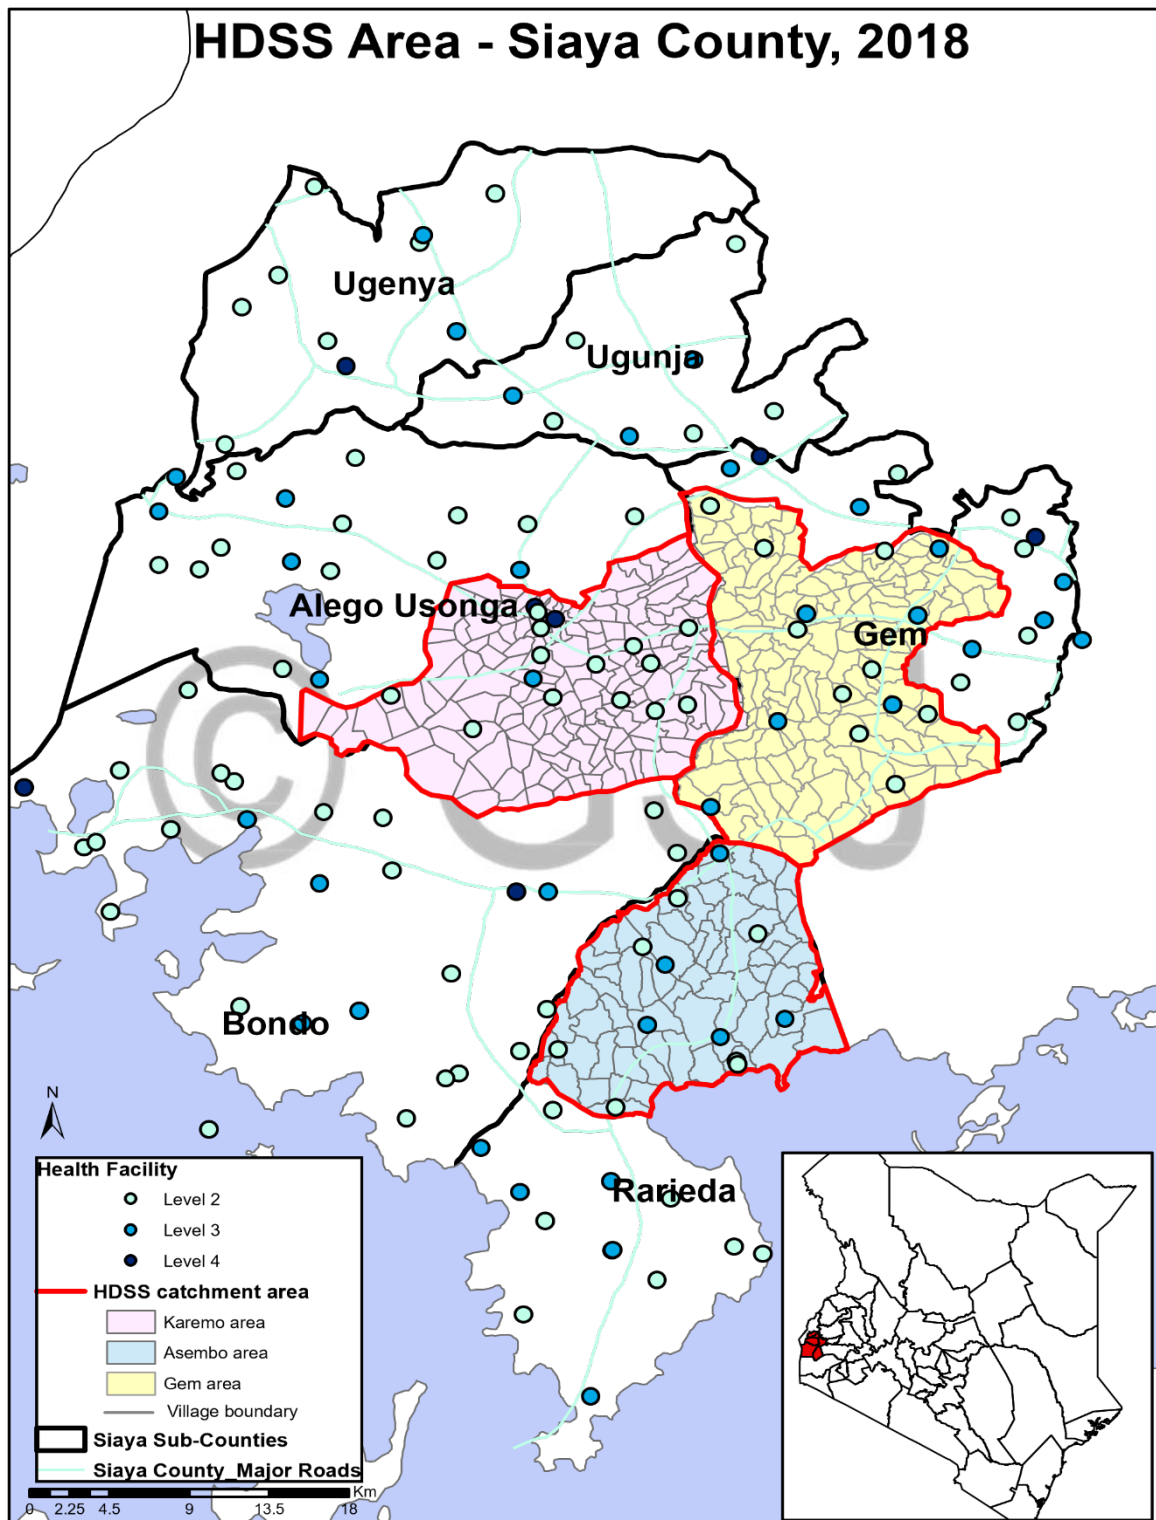 HDSS Area - Siaya County, 2018
Ugenya
Ugunja
Alego Usonga
Gem
Bondo
Rarieda
N
Health Facility
Level 2
Level 3
Level 4
HDSS catchment area
Karemo area
Asembo area
Gem area
Village boundary
Siaya Sub-Counties
Siaya County_Major Roads
Km
0 2.25 4.5 9 13.5 18